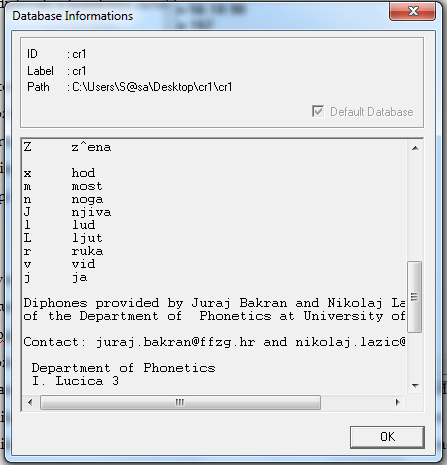 Database Informations
ID : cr1
Label : cr1
Path : C:\Users\S@sa\Desktop\cr1\cr1
Default Database
Z z^ena
x hod
m most
n noga
J njiva
l lud
L ljut
r ruka
v vid
j ja
Diphones provided by Juraj Bakran and Nikolaj La
of the Department of Phonetics at University of
Contact: juraj.bakran@ffzg.hr and nikolaj.lazic@
Department of Phonetics
I. Lucica 3
OK